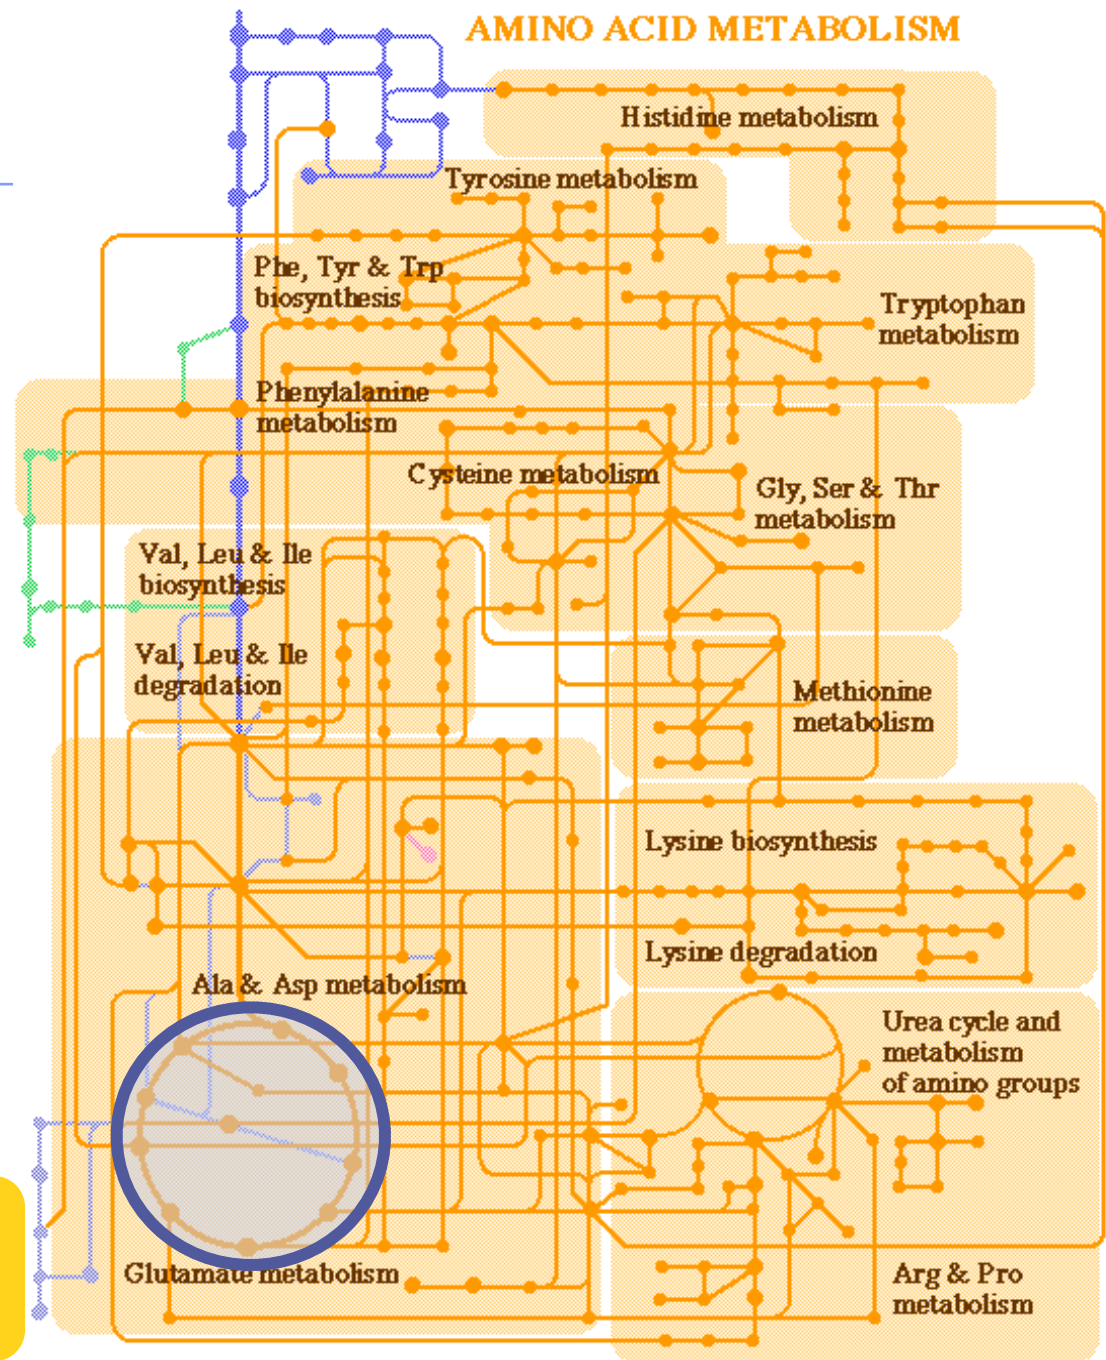 AMINO ACID METABOLISM
Histidine metabolism
Tyrosine metabolism
Phe, Tyr & Trp
biosynthesis
Tryptophan
metabolism
Phenylalanine
metabolism
Cysteine metabolism
Gly, Ser & Thr
metabolism
Val, Leu & Ile
biosynthesis
Val, Leu & Ile
degradation
Methionine
metabolism
Lysine biosynthesis
Lysine degradation
Ala & Asp metabolism
Urea cycle and
metabolism
of amino groups
Glutamate metabolism
Arg & Pro
metabolism